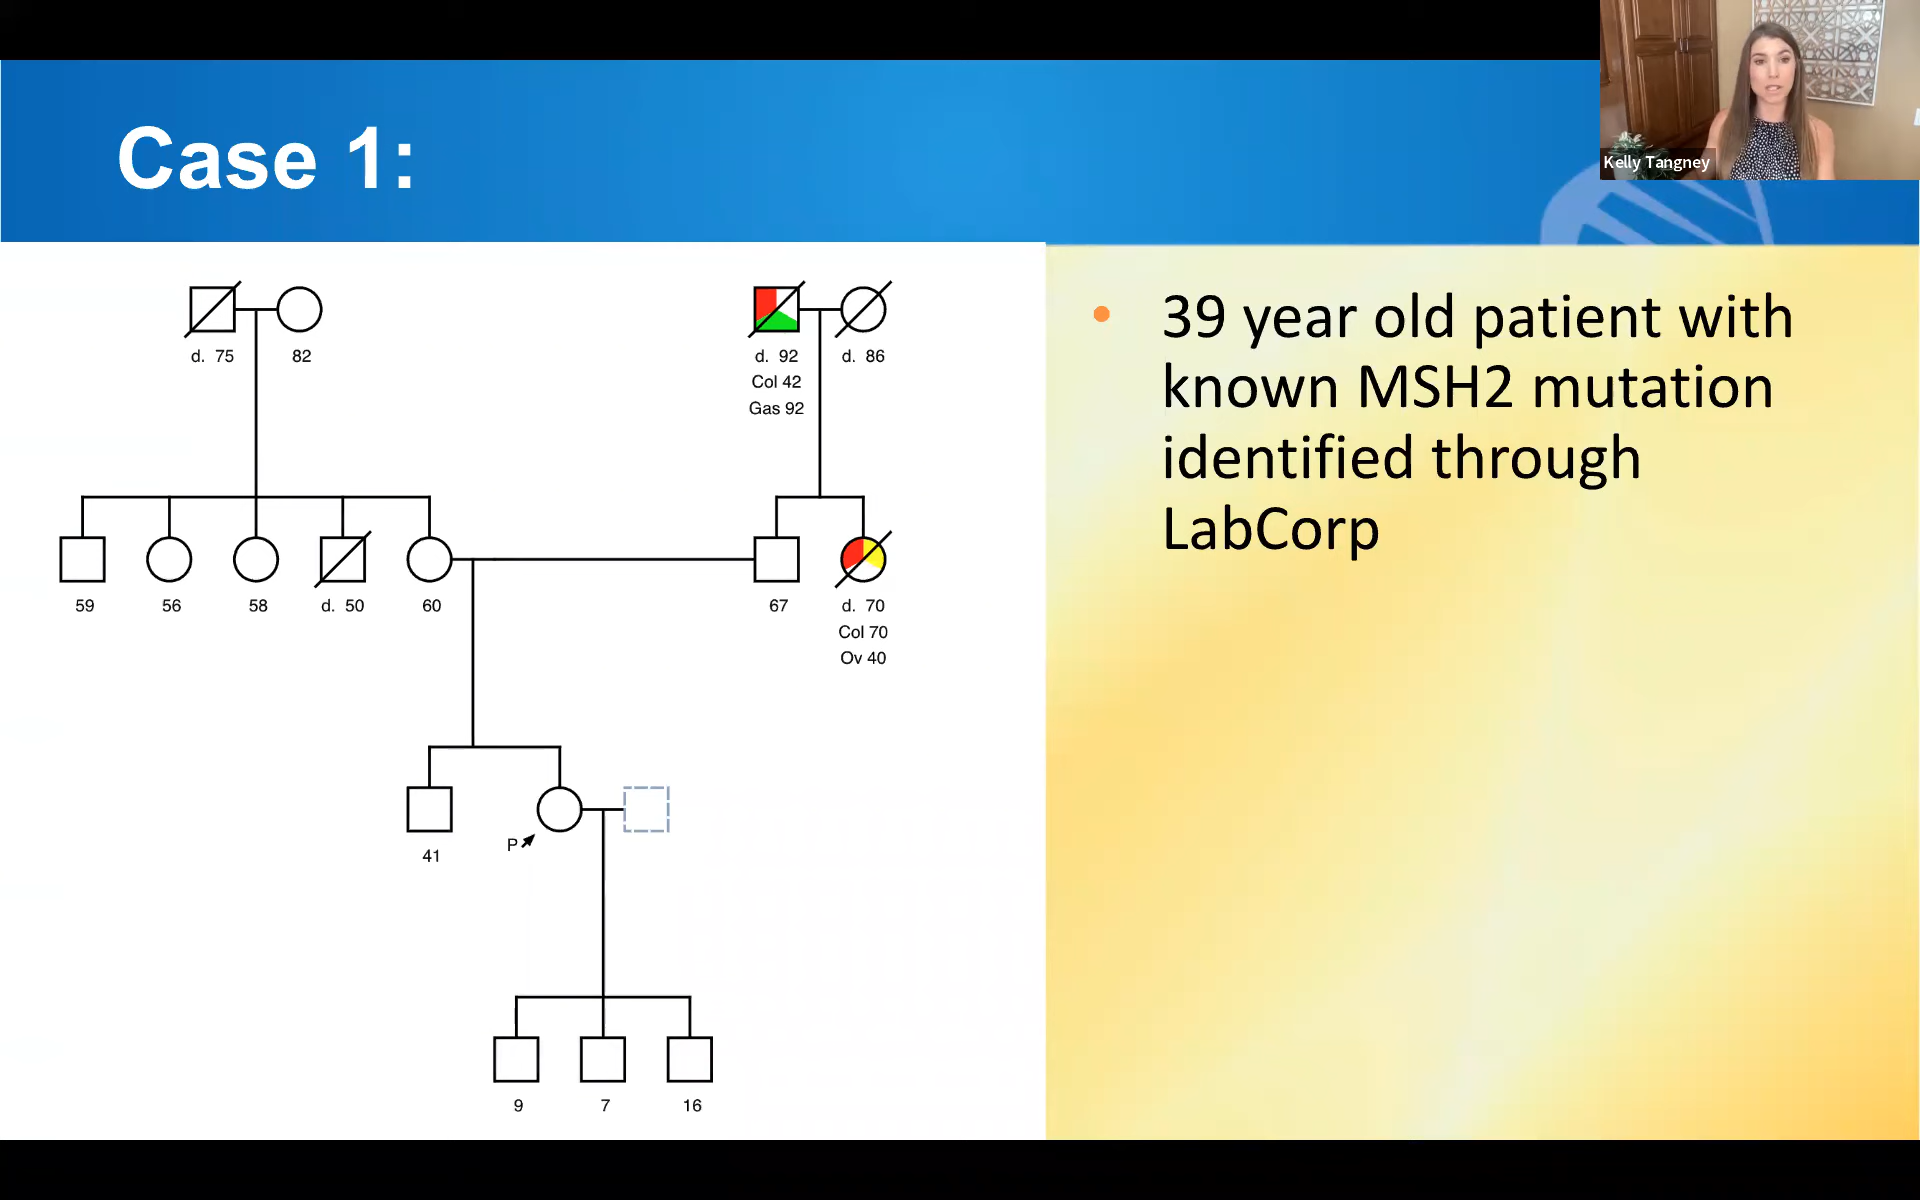 Kelly Tangney
Case 1:
d. 75
82
d. 92
Col 42
Gas 92
d. 86
59
56
58
d. 50
60
67
d. 70
Col 70
Ov 40
41
P
9
7
16
• 39 year old patient with
known MSH2 mutation
identified through
LabCorp